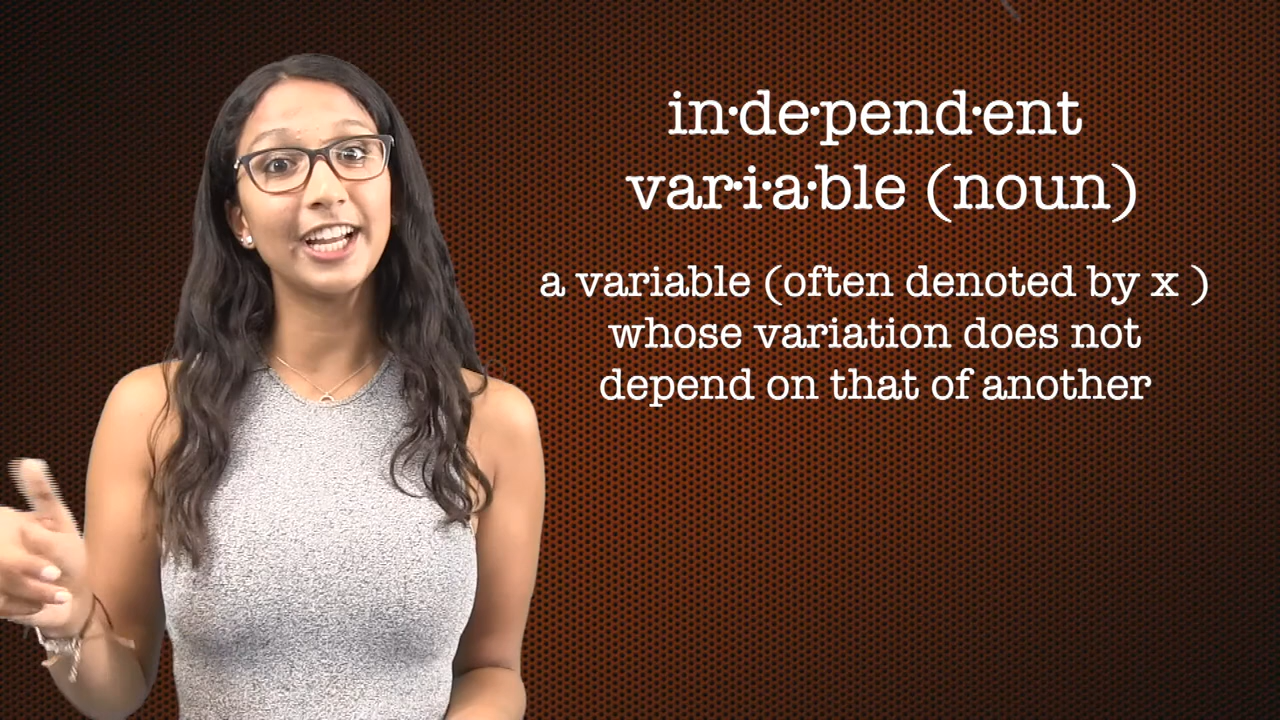 in·de·pend·ent
var·i·a·ble (noun)
a variable (often denoted by x )
whose variation does not
depend on that of another